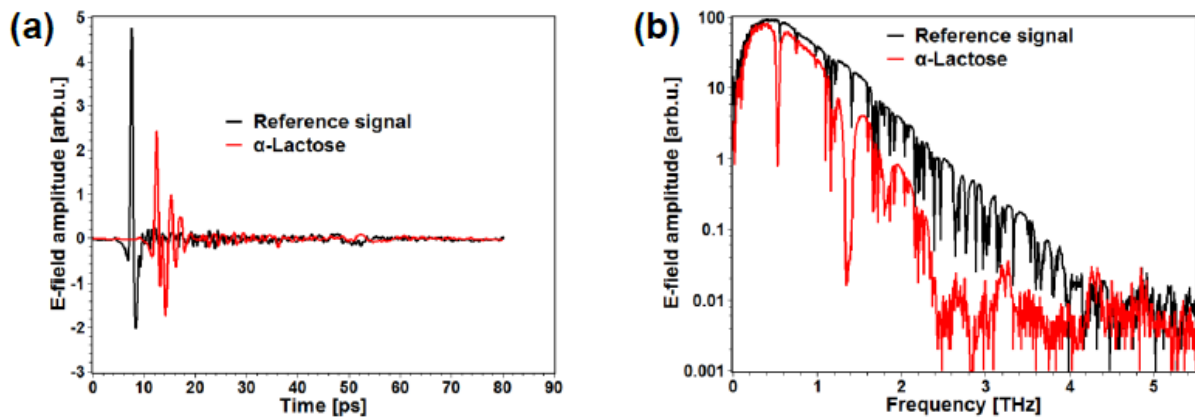 (a)
E-field amplitude [arb.u.]
5
4
3
2
1
0
-1
-2
-3
Reference signal
α-Lactose
0 10 20 30 40 50 60 70 80 90
Time [ps]
(b)
E-field amplitude [arb.u.]
100
10
1
0.1
0.01
0.001
Reference signal
α-Lactose
0 1 2 3 4 5
Frequency [THz]